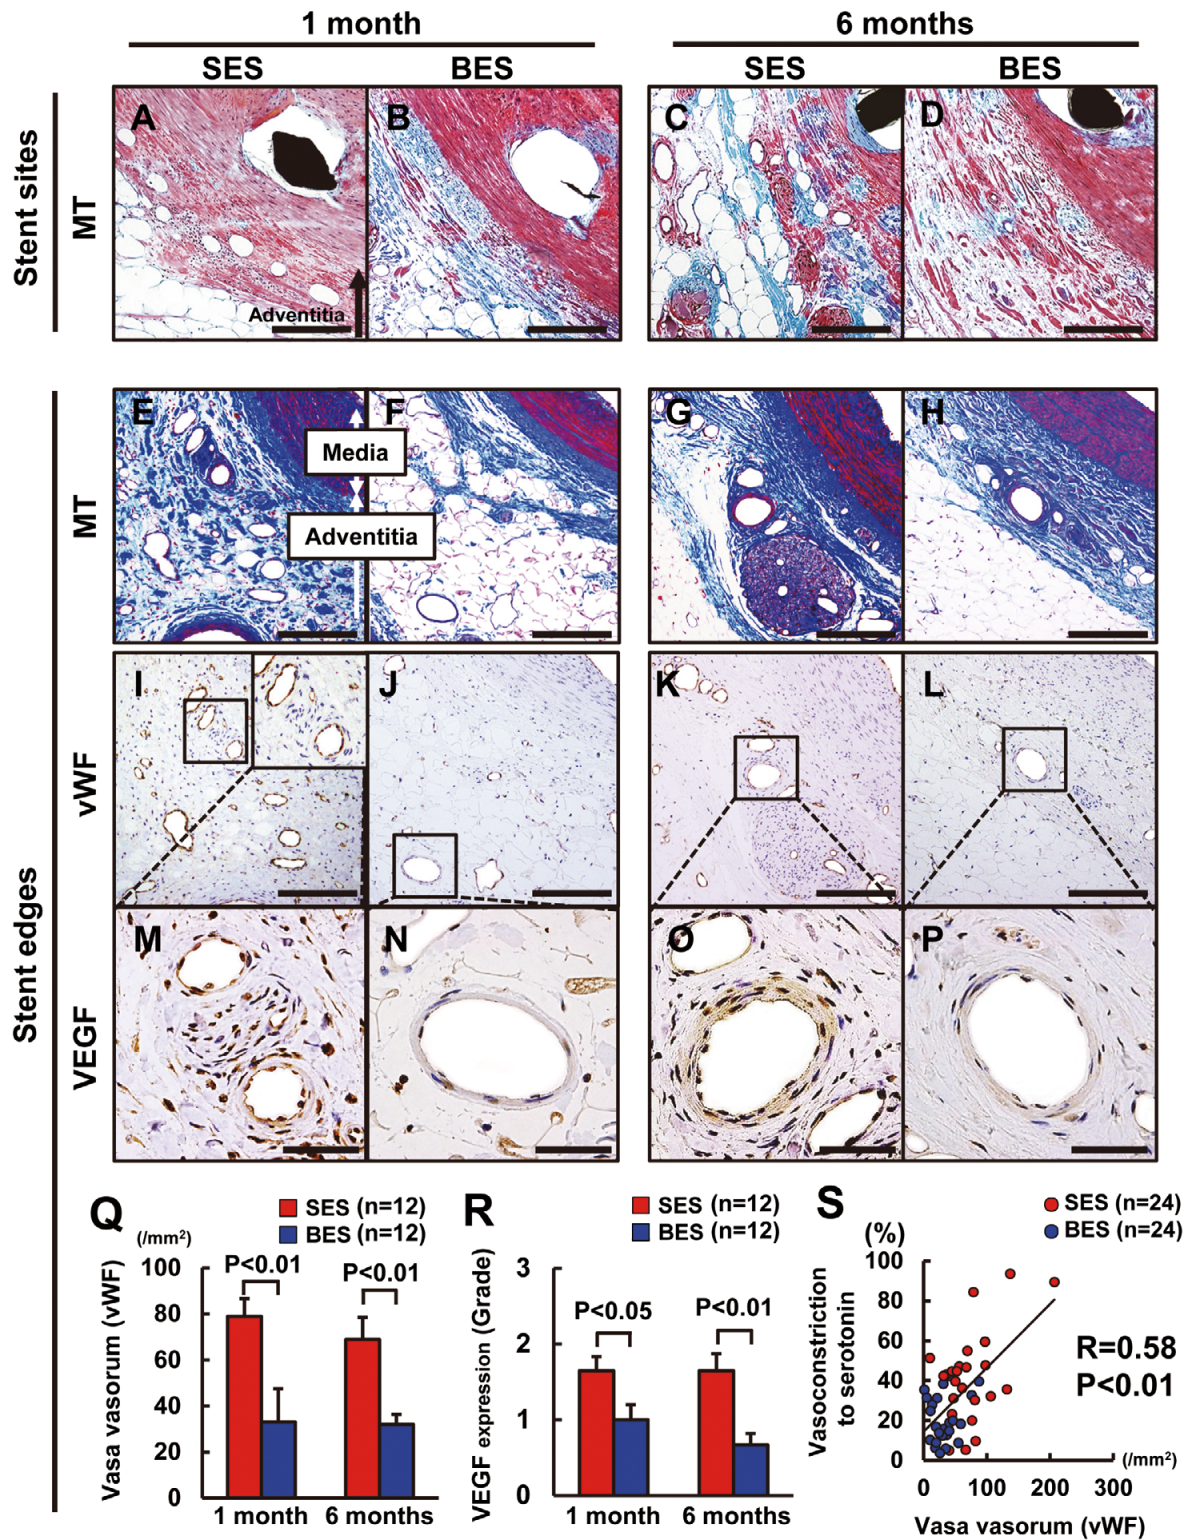 1 month
6 months
SES
BES
SES
BES
Stent sites
MT
A
B
C
D
Adventitia
Stent edges
MT
E
F
G
H
Media
Adventitia
vWF
I
J
K
L
VEGF
M
N
O
P
Q
SES (n=12)
BES (n=12)
(/mm²)
Vasa vasorum (vWF)
100
80
60
40
20
0
P<0.01
P<0.01
1 month
6 months
R
SES (n=12)
BES (n=12)
VEGF expression (Grade)
3
2
1
0
P<0.05
P<0.01
1 month
6 months
S
SES (n=24)
BES (n=24)
(%)
Vasoconstriction
to serotonin
100
80
60
40
20
0
R=0.58
P<0.01
(/mm²)
0
100
200
300
Vasa vasorum (vWF)